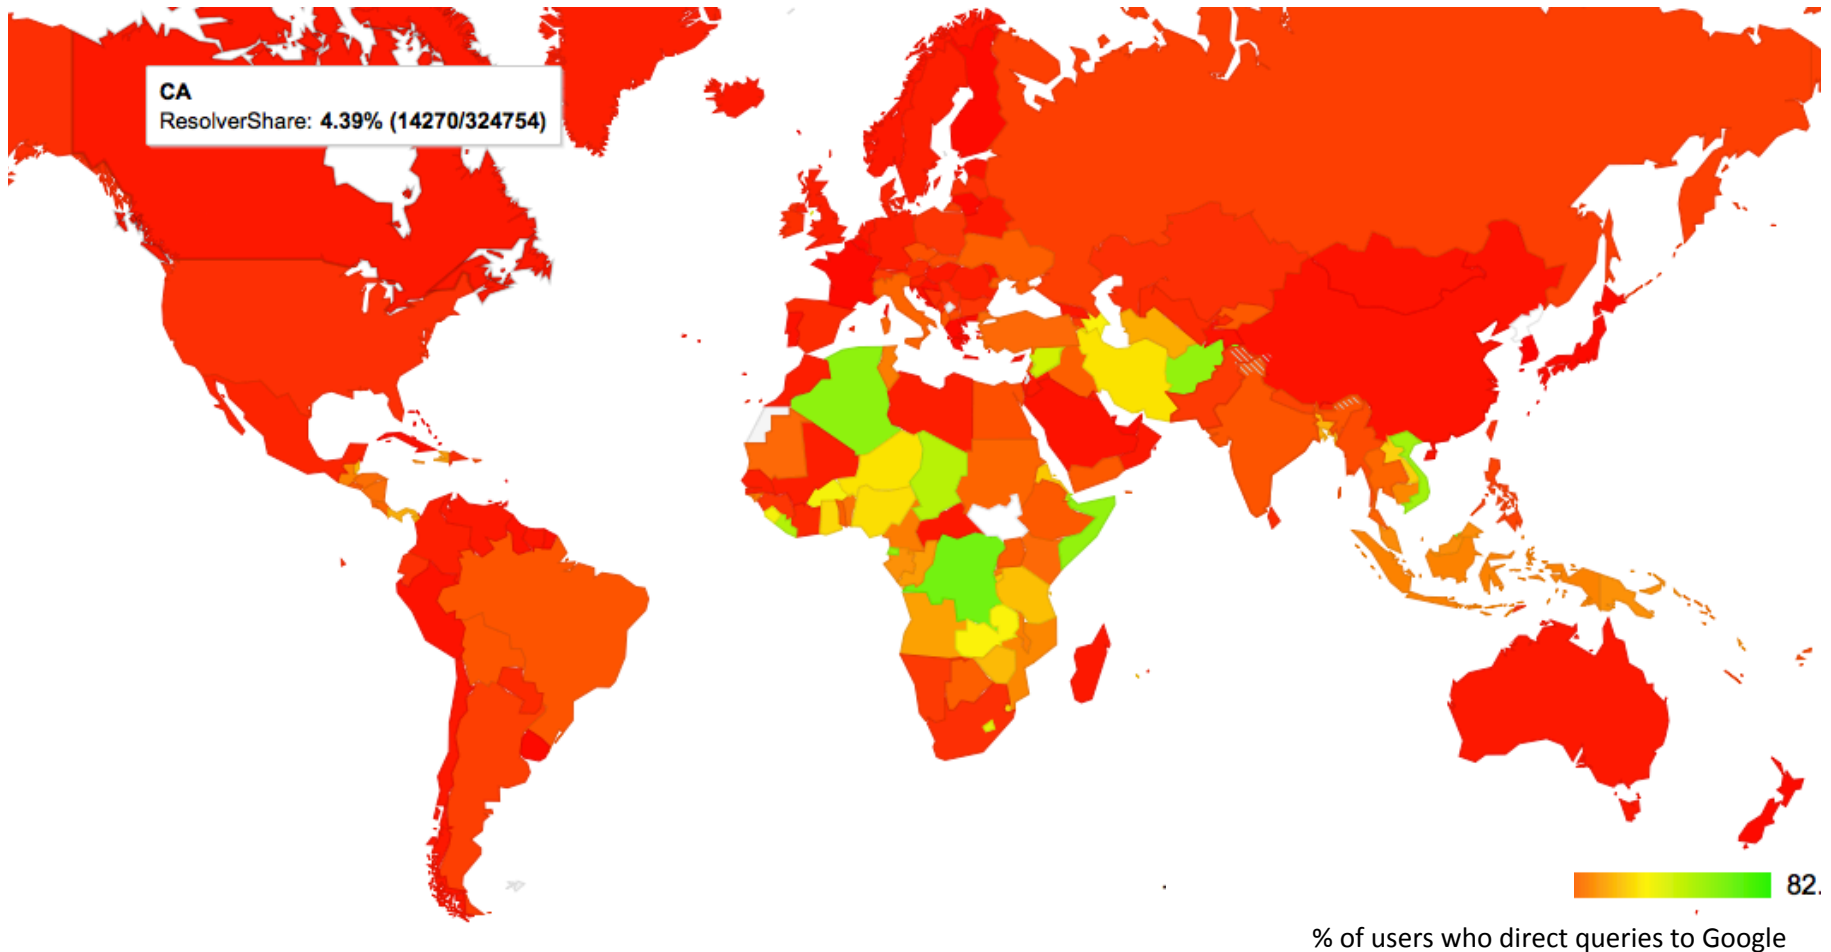 CA
ResolverShare: 4.39% (14270/324754)
82.
% of users who direct queries to Google